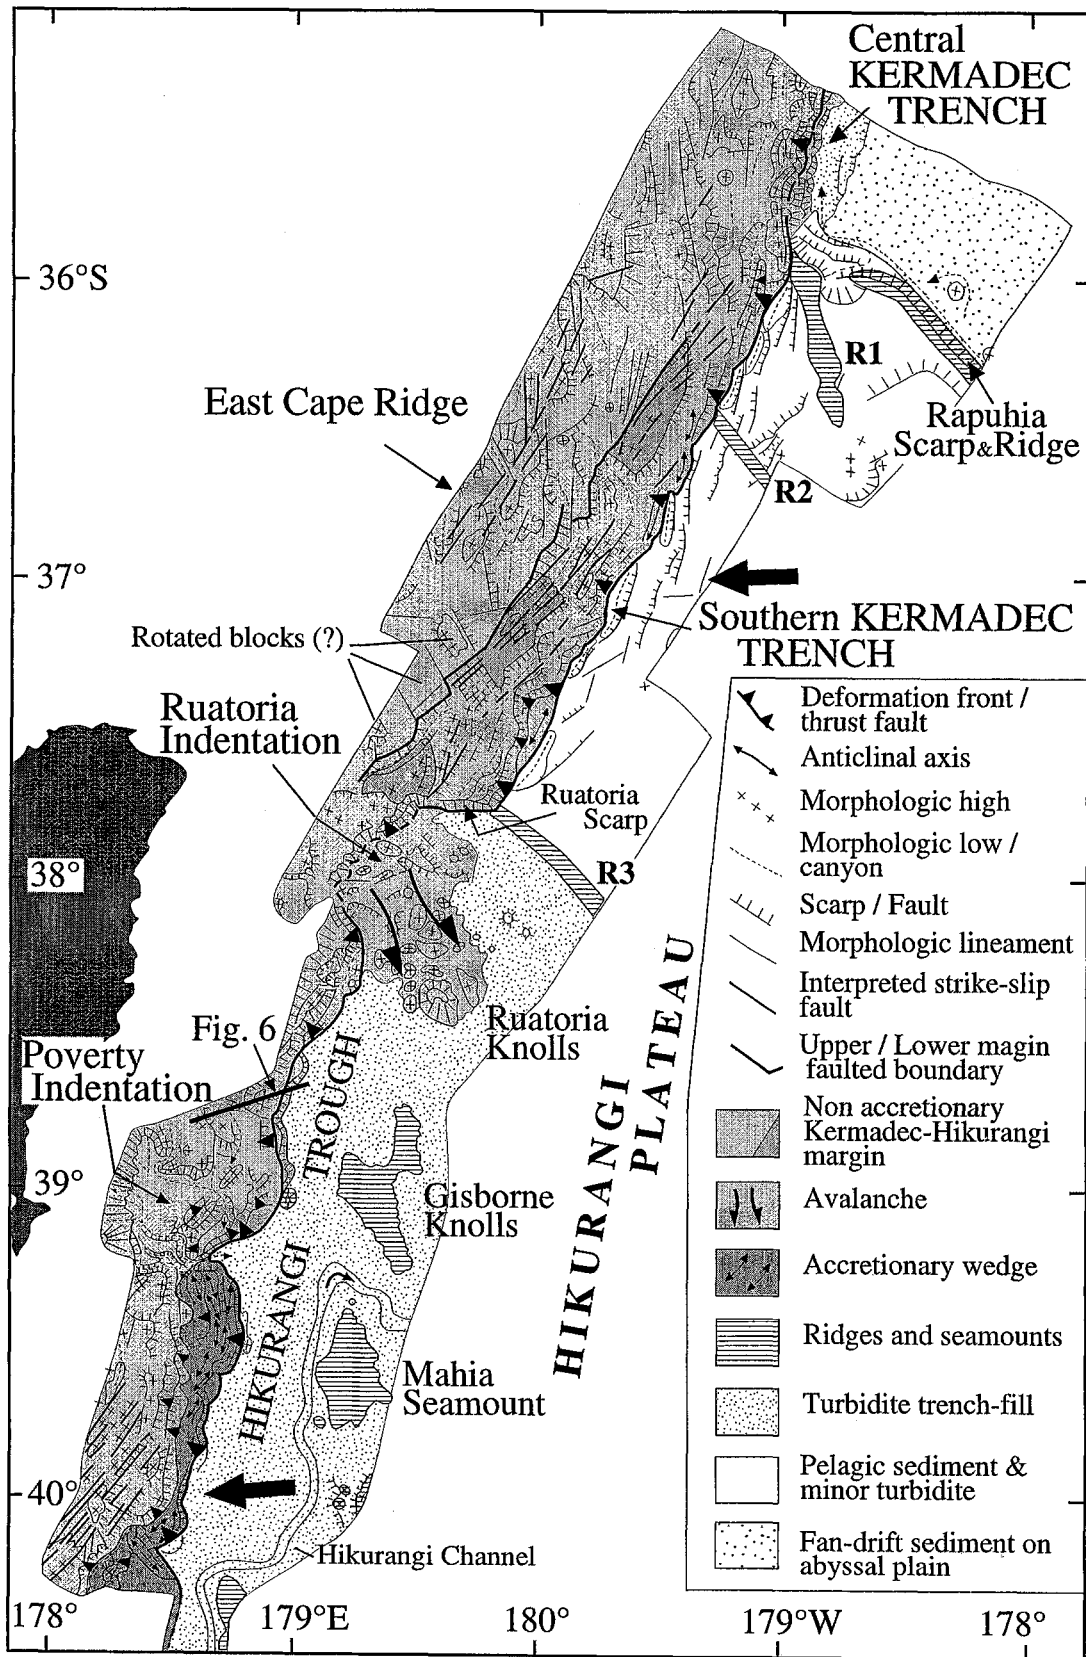 Central
KERMADEC
TRENCH
36°S
R1
East Cape Ridge
Rapuhia
Scarp&Ridge
R2
37°
Southern KERMADEC
TRENCH
Rotated blocks (?)
Ruatoria
Indentation
Ruatoria
Scarp
38°
R3
Fig. 6
Ruatoria
Knolls
Poverty
Indentation
HIKURANGI TROUGH
HIKURANGI
PLATEAU
39°
Gisborne
Knolls
Mahia
Seamount
40°
Hikurangi Channel
178°
179°E
180°
179°W
178°
Deformation front /
thrust fault
Anticlinal axis
Morphologic high
Morphologic low /
canyon
Scarp / Fault
Morphologic lineament
Interpreted strike-slip
fault
Upper / Lower magin
faulted boundary
Non accretionary
Kermadec-Hikurangi
margin
Avalanche
Accretionary wedge
Ridges and seamounts
Turbidite trench-fill
Pelagic sediment &
minor turbidite
Fan-drift sediment on
abyssal plain